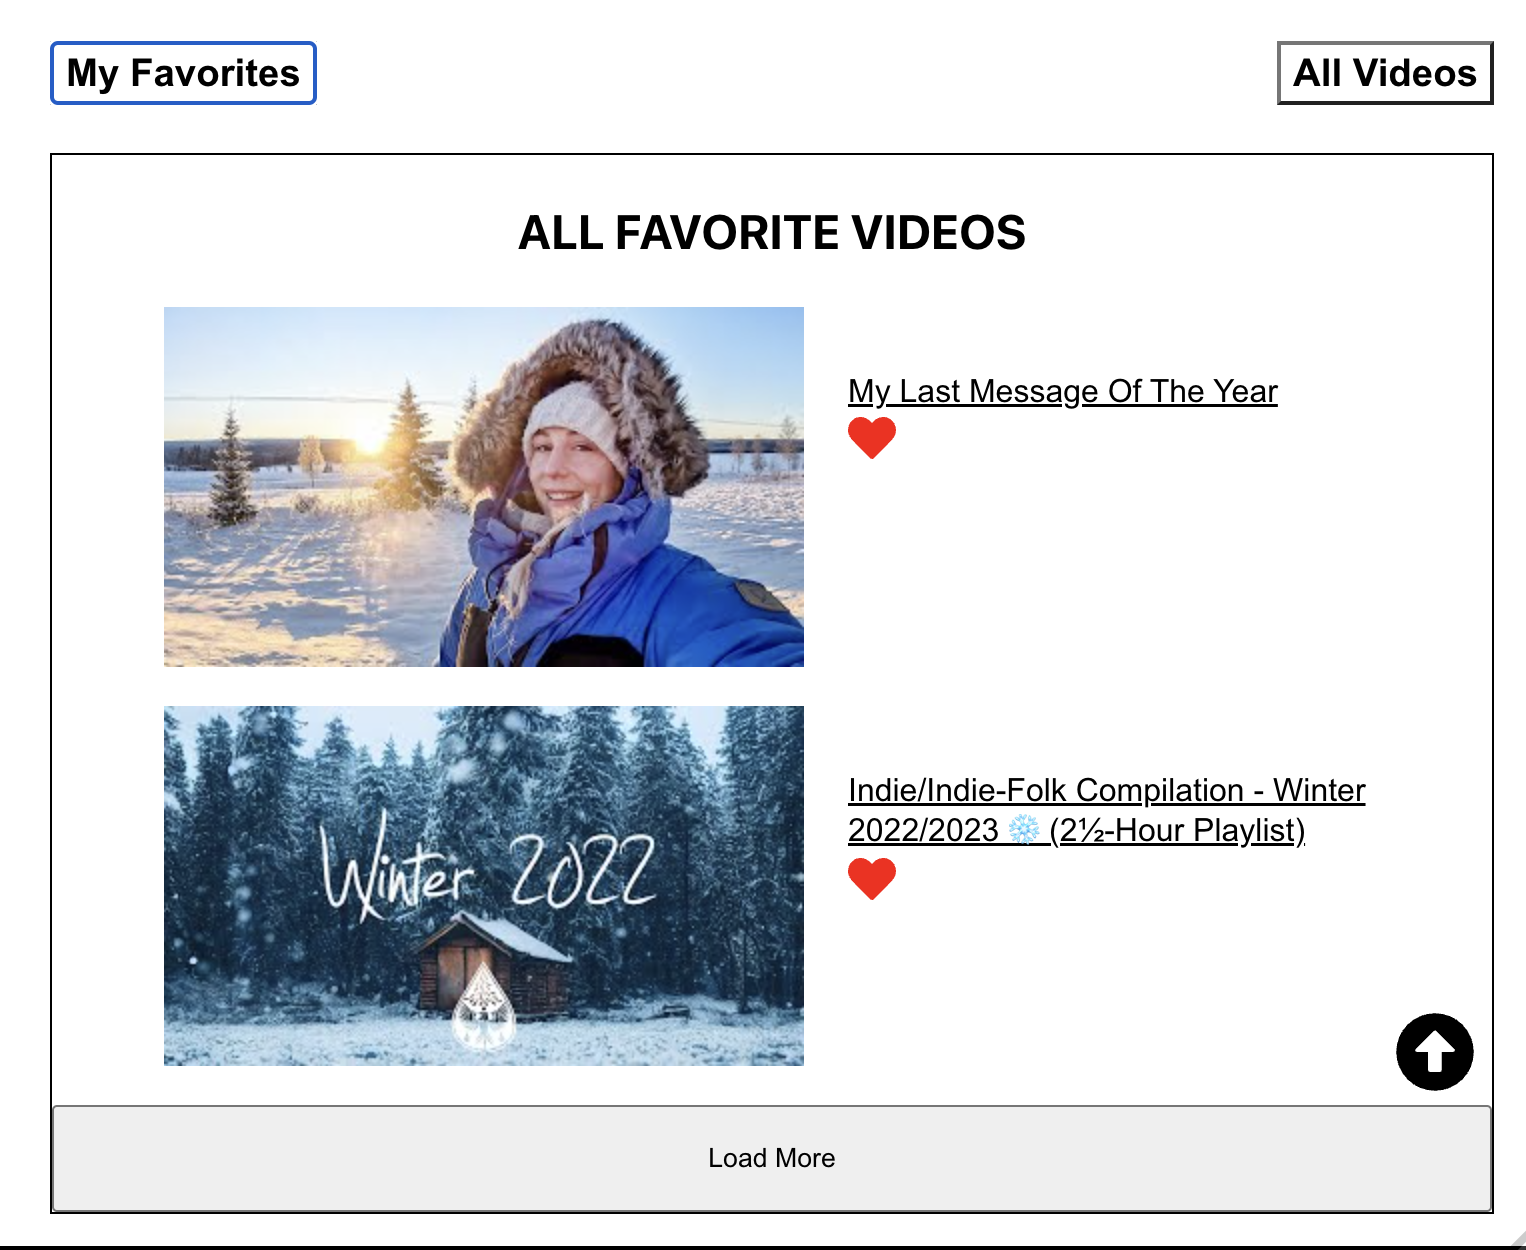 My Favorites
All Videos
ALL FAVORITE VIDEOS
My Last Message Of The Year
Winter 2022
Indie/Indie-Folk Compilation - Winter
2022/2023 ❄️ (2½-Hour Playlist)
Load More